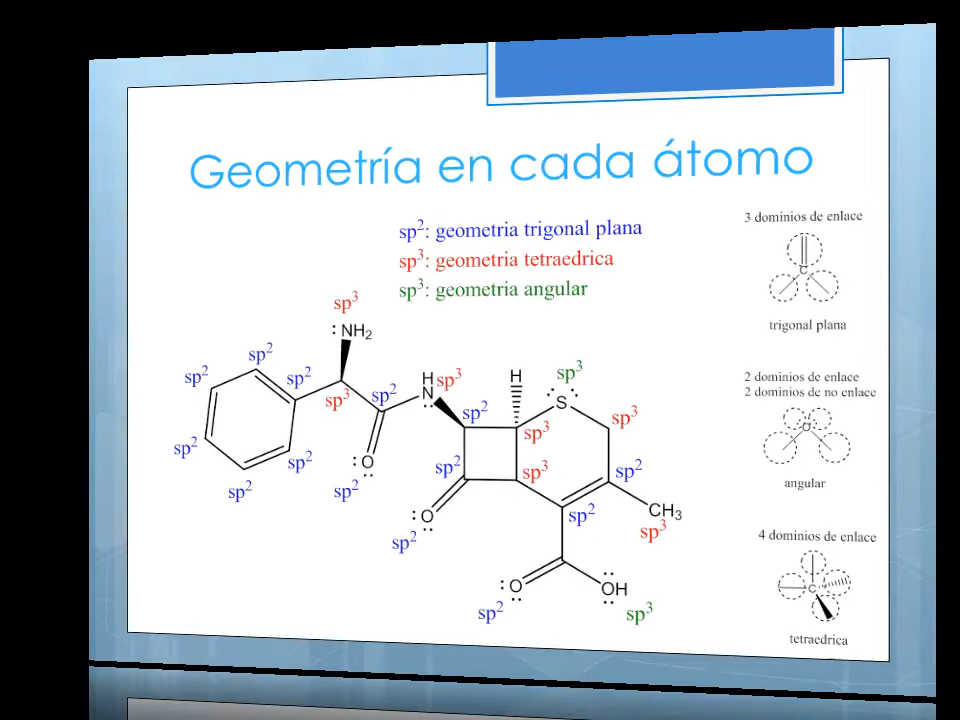 Geometría en cada átomo
sp²: geometria trigonal plana
sp³: geometria tetraedrica
sp³: geometria angular
3 dominios de enlace
C
trigonal plana
2 dominios de enlace
2 dominios de no enlace
O
angular
4 dominios de enlace
C
tetraedrica
sp³
:NH₂
sp²
sp²
sp²
sp³
sp²
H
N
sp³
sp²
H
sp³
S
sp³
sp³
sp²
sp²
sp²
:O
sp²
sp²
sp³
sp²
:O
sp²
sp²
CH₃
sp³
O
sp²
OH
sp³